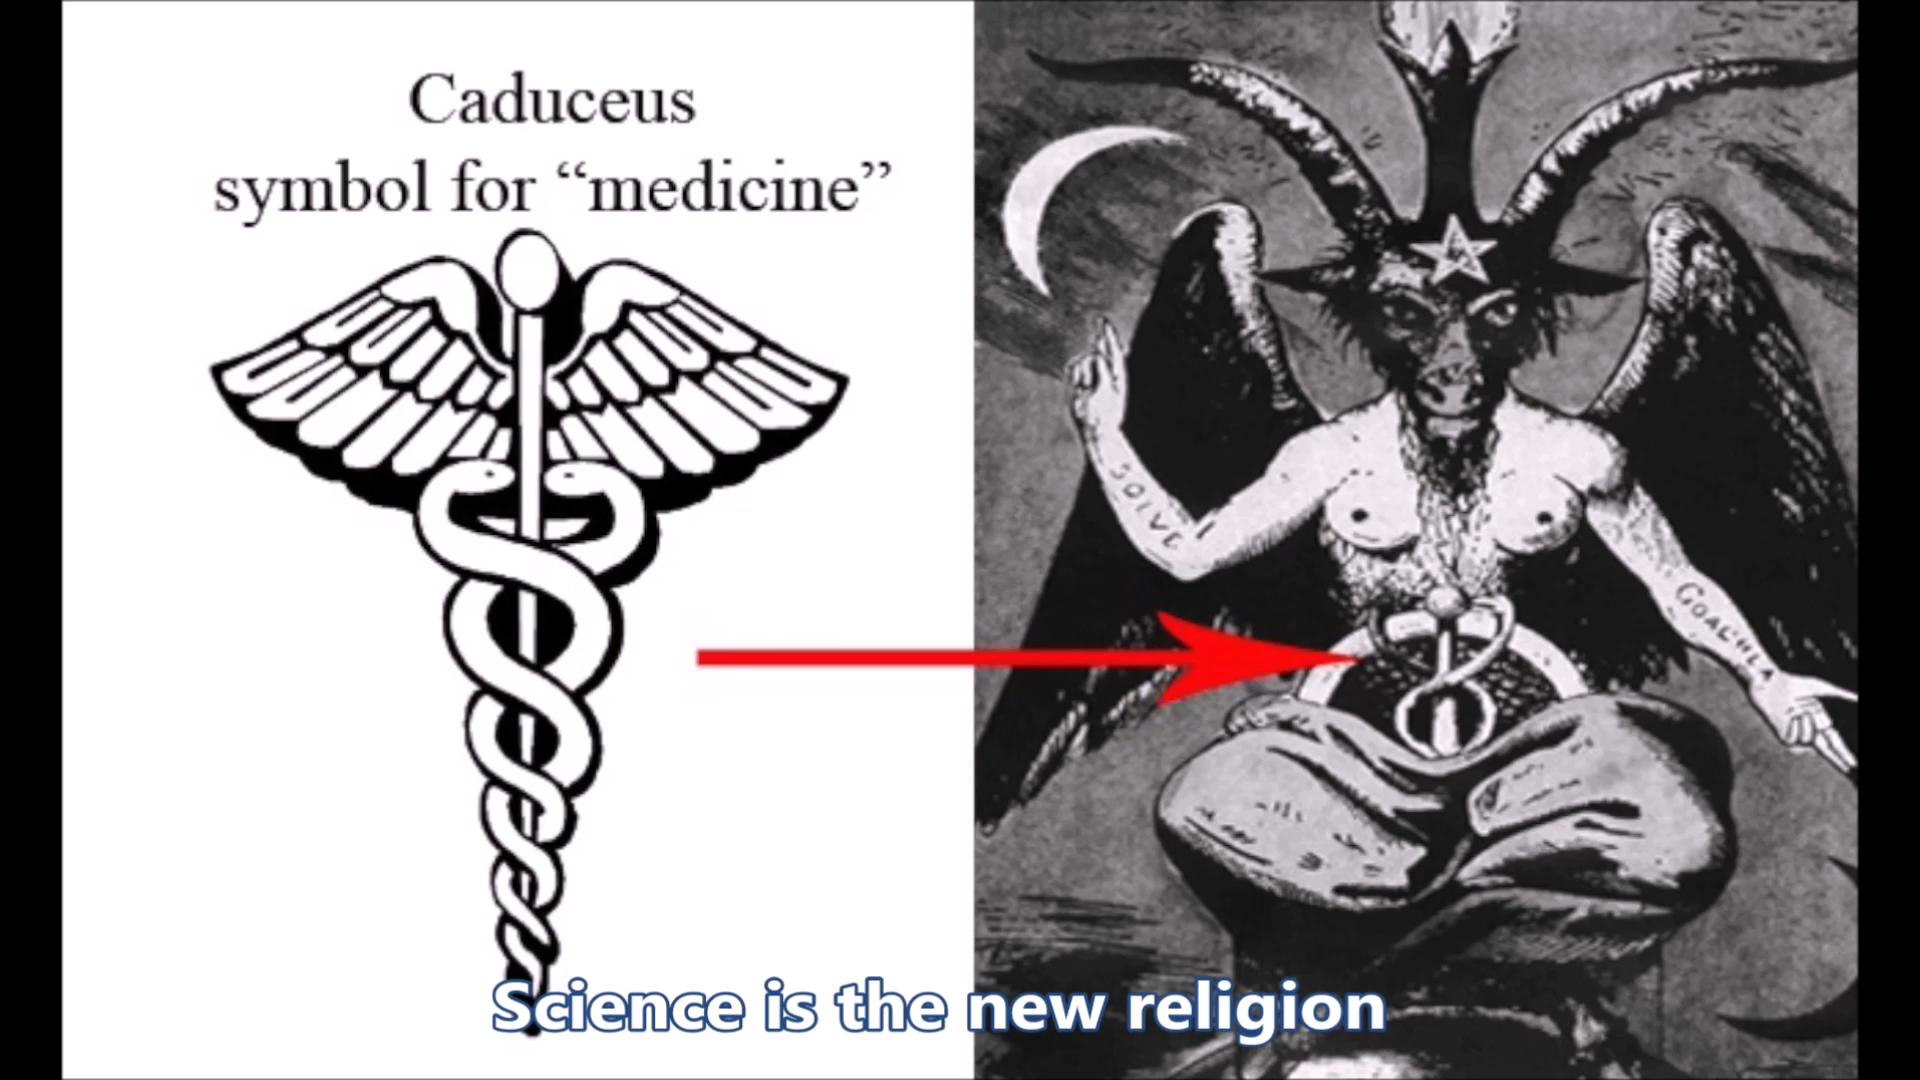 Caduceus
symbol for “medicine”
SOLVE
COAGULA
Science is the new religion